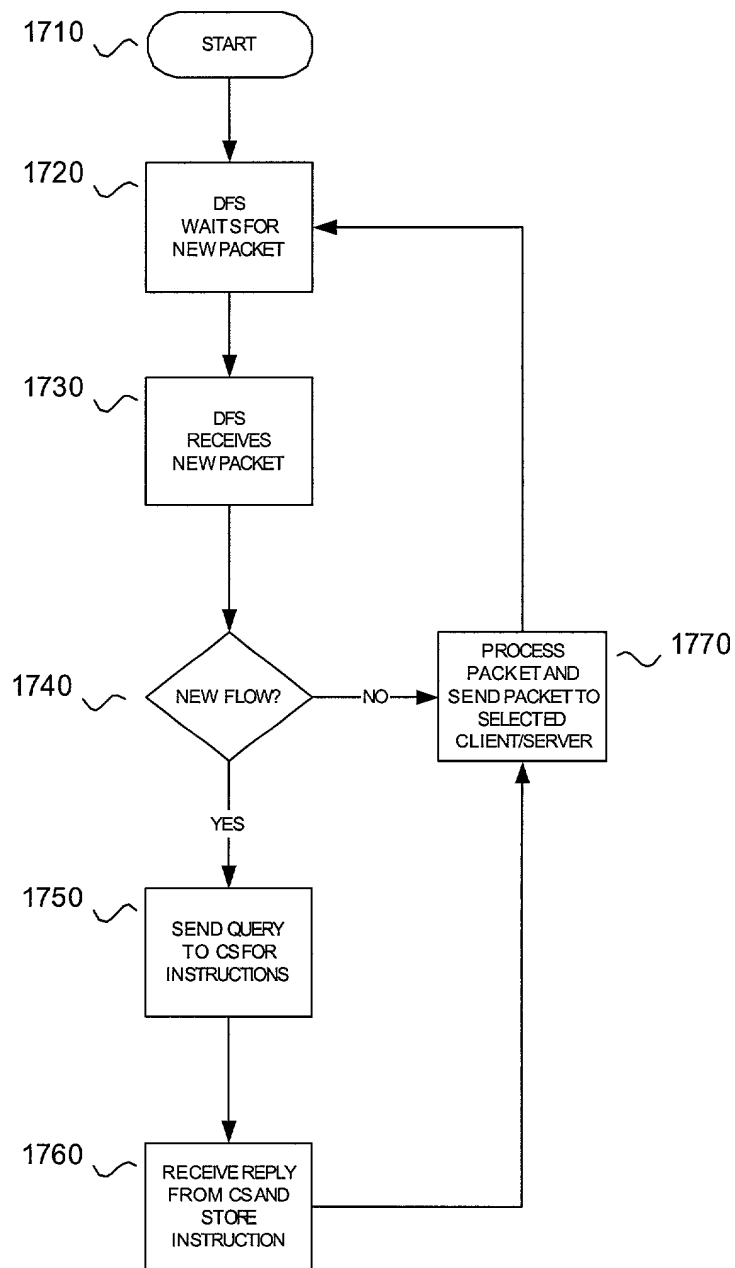 1710
START
1720
DFS
WAITS FOR
NEW PACKET
1730
DFS
RECEIVES
NEW PACKET
1740
NEW FLOW?
NO
PROCESS
PACKET AND
SEND PACKET TO
SELECTED
CLIENT/SERVER
1770
YES
1750
SEND QUERY
TO CS FOR
INSTRUCTIONS
1760
RECEIVE REPLY
FROM CS AND
STORE
INSTRUCTION